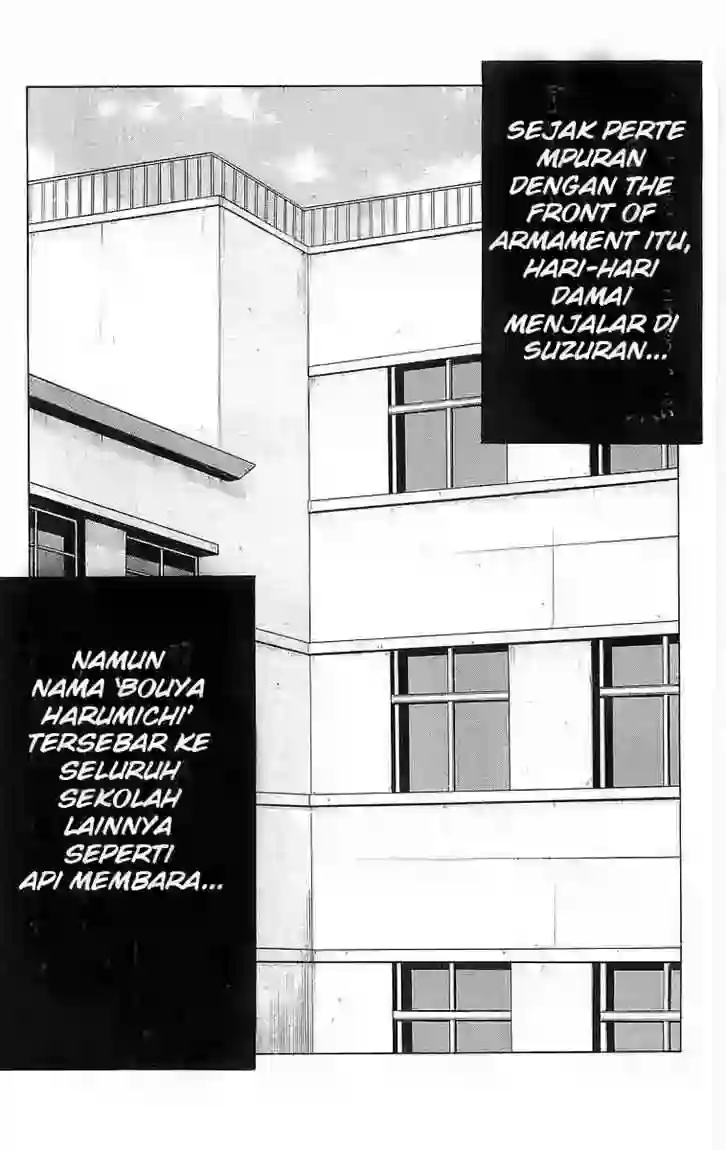 SEJAK PERTE
MPURAN
DENGAN THE
FRONT OF
ARMAMENT ITU,
HARI-HARI
DAMAI
MENJALAR DI
SUZURAN...
NAMUN
NAMA 'BOUYA
HARUMICHI'
TERSEBAR KE
SELURUH
SEKOLAH
LAINNYA
SEPERTI
API MEMBARA...